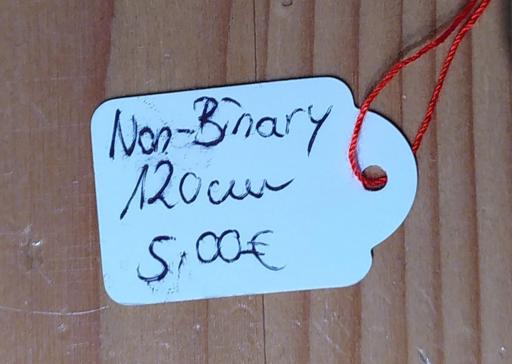 Non-Binary
120cm
5,00€